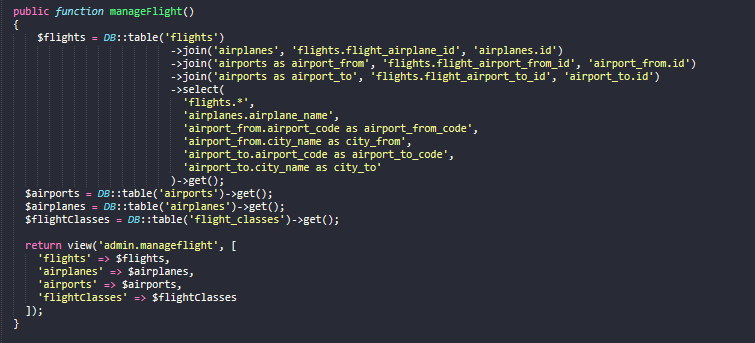 public function manageFlight()
{
    $flights = DB::table('flights')
                         ->join('airplanes', 'flights.flight_airplane_id', 'airplanes.id')
                         ->join('airports as airport_from', 'flights.flight_airport_from_id', 'airport_from.id')
                         ->join('airports as airport_to', 'flights.flight_airport_to_id', 'airport_to.id')
                         ->select(
                           'flights.*',
                           'airplanes.airplane_name',
                           'airport_from.airport_code as airport_from_code',
                           'airport_from.city_name as city_from',
                           'airport_to.airport_code as airport_to_code',
                           'airport_to.city_name as city_to'
                         )->get();
  $airports = DB::table('airports')->get();
  $airplanes = DB::table('airplanes')->get();
  $flightClasses = DB::table('flight_classes')->get();

  return view('admin.manageflight', [
    'flights' => $flights,
    'airplanes' => $airplanes,
    'airports' => $airports,
    'flightClasses' => $flightClasses
  ]);
}